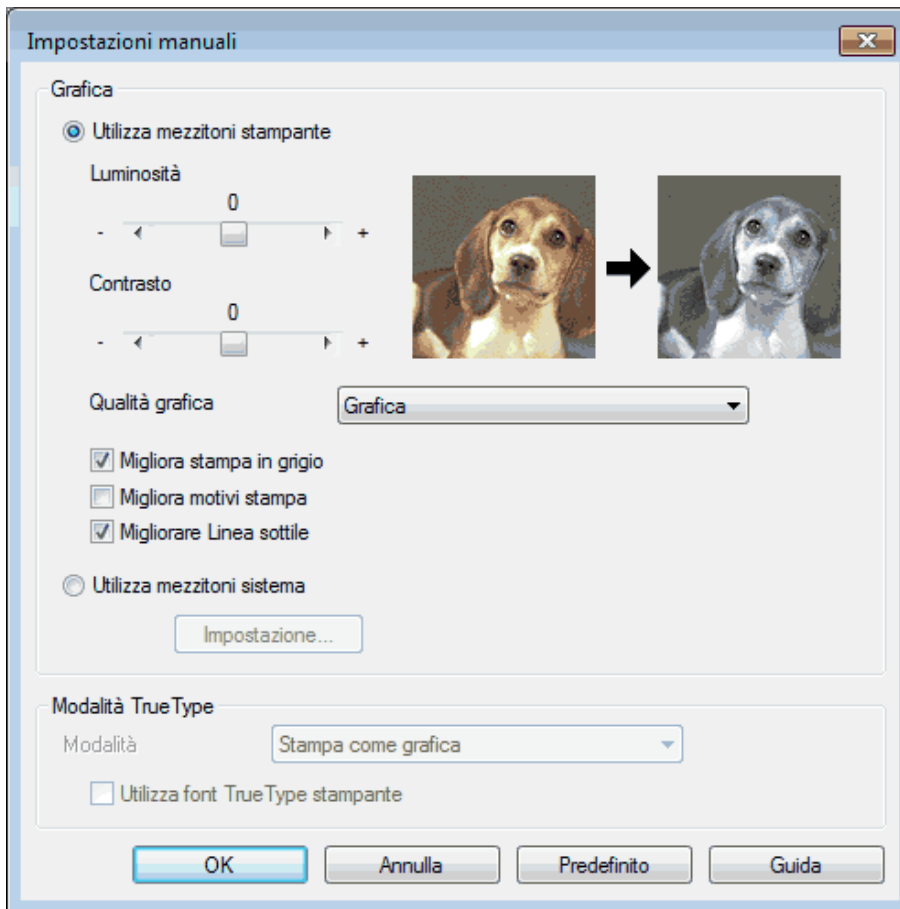 Impostazioni manuali
Grafica
Utilizza mezzitoni stampante
Luminosità
0
- +
Contrasto
0
- +
Qualità grafica Grafica
Migliora stampa in grigio
Migliora motivi stampa
Migliorare Linea sottile
Utilizza mezzitoni sistema
Impostazione...
Modalità TrueType
Modalità Stampa come grafica
Utilizza font TrueType stampante
OK Annulla Predefinito Guida